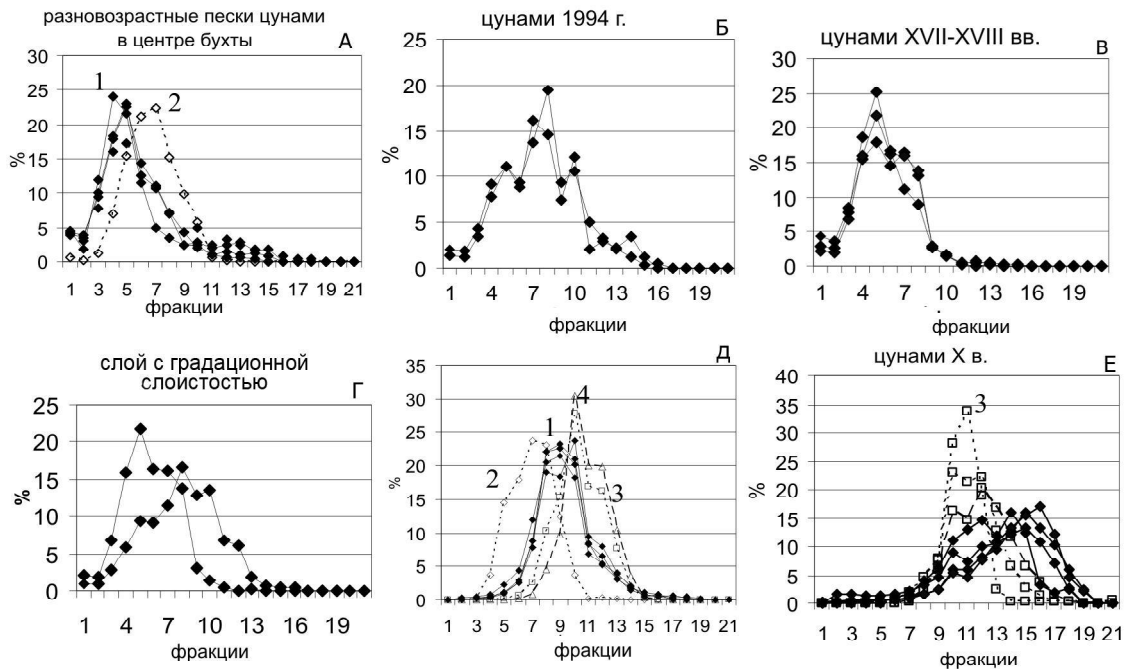 разновозрастные пески цунами
в центре бухты
А
30
25
20
15
10
5
0
%
1
2
1 3 5 7 9 11 13 15 17 19 21
фракции
цунами 1994 г.
Б
25
20
15
10
5
0
%
1 4 7 10 13 16 19
фракции
цунами XVII-XVIII вв.
В
30
25
20
15
10
5
0
%
1 4 7 10 13 16 19
фракции
слой с градационной
слоистостью
Г
25
20
15
10
5
0
%
1 4 7 10 13 16 19
фракции
Д
35
30
25
20
15
10
5
0
%
1
2
3
4
1 3 5 7 9 11 13 15 17 19 21
фракции
цунами X в.
Е
40
35
30
25
20
15
10
5
0
%
3
1 3 5 7 9 11 13 15 17 19 21
фракции